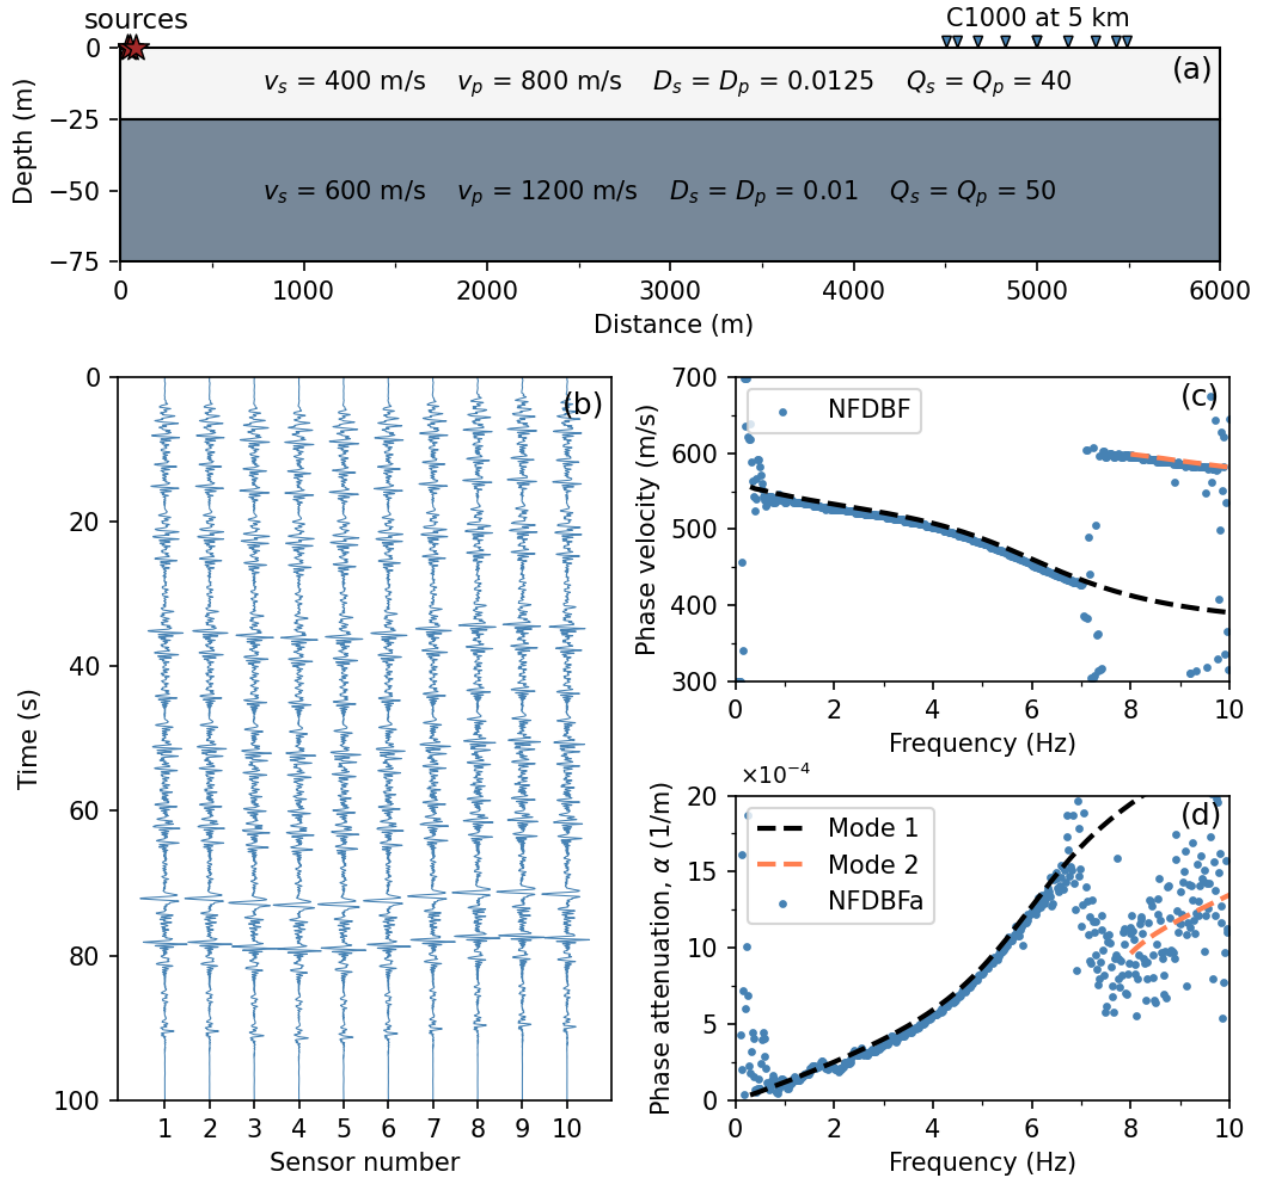 sources
C1000 at 5 km
(a)
v_s = 400 m/s v_p = 800 m/s D_s = D_p = 0.0125 Q_s = Q_p = 40
v_s = 600 m/s v_p = 1200 m/s D_s = D_p = 0.01 Q_s = Q_p = 50
Depth (m)
0
−25
−50
−75
0 1000 2000 3000 4000 5000 6000
Distance (m)
(b)
Time (s)
0
20
40
60
80
100
1 2 3 4 5 6 7 8 9 10
Sensor number
(c)
NFDBF
Phase velocity (m/s)
700
600
500
400
300
0 2 4 6 8 10
Frequency (Hz)
×10⁻⁴
(d)
Mode 1
Mode 2
NFDBFa
Phase attenuation, α (1/m)
20
15
10
5
0
0 2 4 6 8 10
Frequency (Hz)